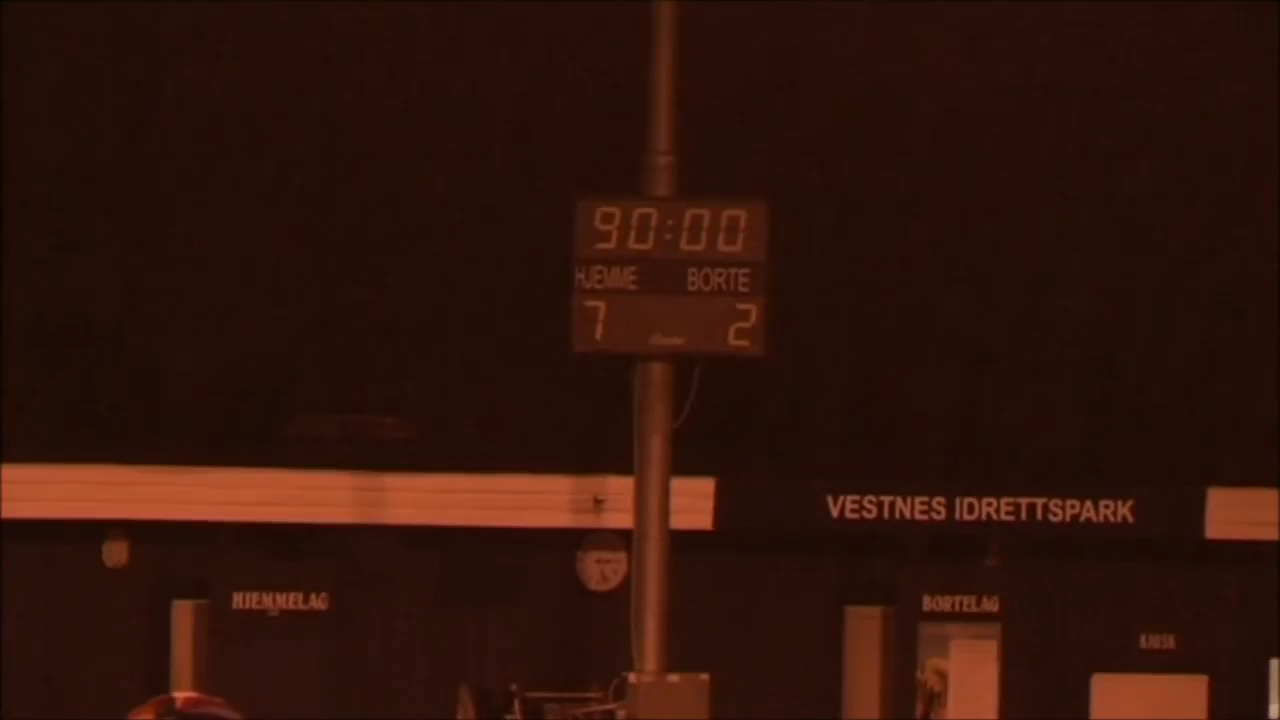 90:00
HJEMME BORTE
7 2
VESTNES IDRETTSPARK
HJEMMELAG
BORTELAG
KIOSK